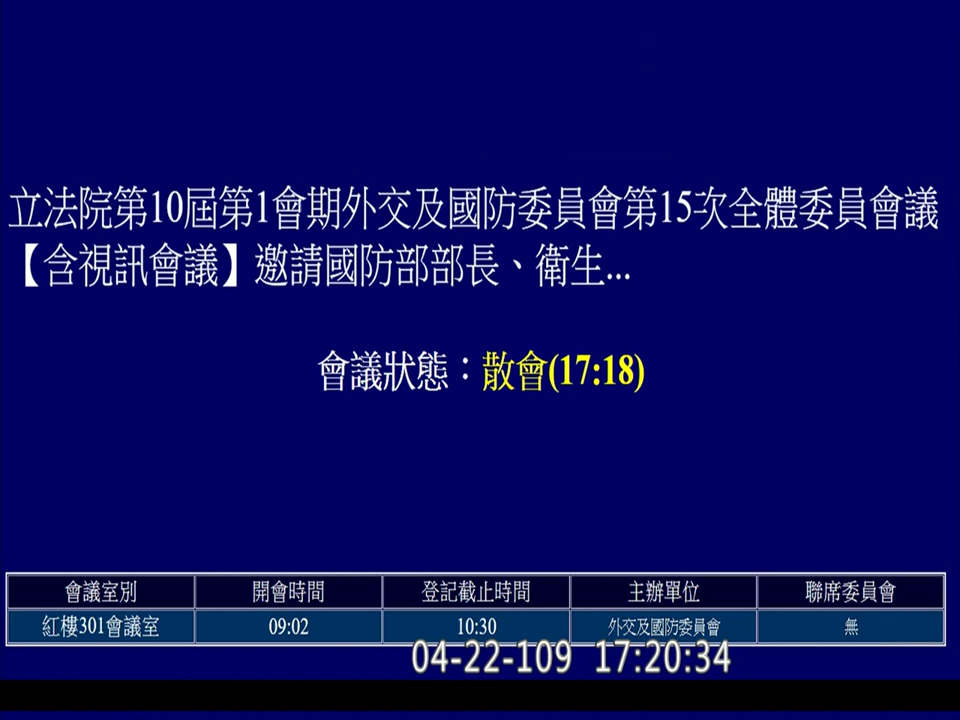 立法院第10屆第1會期外交及國防委員會第15次全體委員會議
【含視訊會議】邀請國防部部長、衛生...
會議狀態：散會(17:18)
會議室別 開會時間 登記截止時間 主辦單位 聯席委員會
紅樓301會議室 09:02 10:30 外交及國防委員會 無
04-22-109 17:20:34